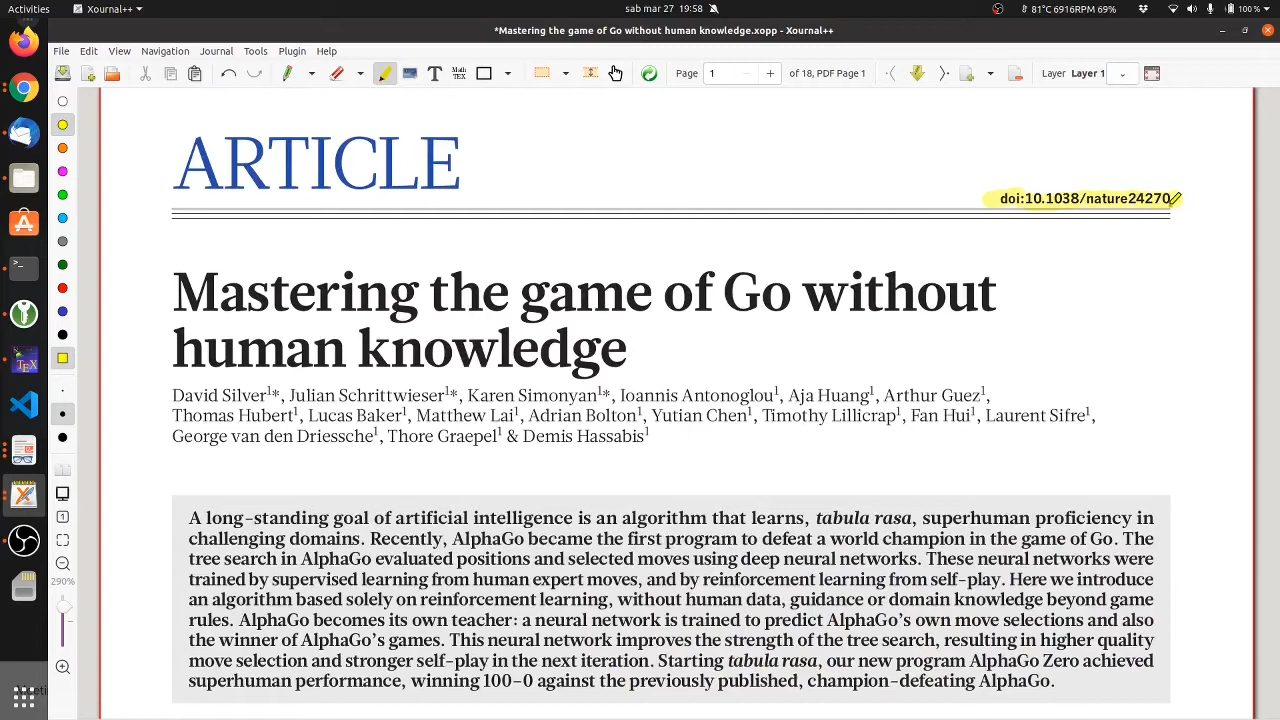 Activities
Xournal++
sab mar 27 19:58
81°C 6916RPM 69%
100 %
*Mastering the game of Go without human knowledge.xopp - Xournal++
File Edit View Navigation Journal Tools Plugin Help
Math TEX
T
Page 1 of 18, PDF Page 1
Layer Layer 1
ARTICLE
doi:10.1038/nature24270
Mastering the game of Go without
human knowledge
David Silver1*, Julian Schrittwieser1*, Karen Simonyan1*, Ioannis Antonoglou1, Aja Huang1, Arthur Guez1,
Thomas Hubert1, Lucas Baker1, Matthew Lai1, Adrian Bolton1, Yutian Chen1, Timothy Lillicrap1, Fan Hui1, Laurent Sifre1,
George van den Driessche1, Thore Graepel1 & Demis Hassabis1
A long-standing goal of artificial intelligence is an algorithm that learns, tabula rasa, superhuman proficiency in
challenging domains. Recently, AlphaGo became the first program to defeat a world champion in the game of Go. The
tree search in AlphaGo evaluated positions and selected moves using deep neural networks. These neural networks were
trained by supervised learning from human expert moves, and by reinforcement learning from self-play. Here we introduce
an algorithm based solely on reinforcement learning, without human data, guidance or domain knowledge beyond game
rules. AlphaGo becomes its own teacher: a neural network is trained to predict AlphaGo's own move selections and also
the winner of AlphaGo's games. This neural network improves the strength of the tree search, resulting in higher quality
move selection and stronger self-play in the next iteration. Starting tabula rasa, our new program AlphaGo Zero achieved
superhuman performance, winning 100–0 against the previously published, champion-defeating AlphaGo.
290%